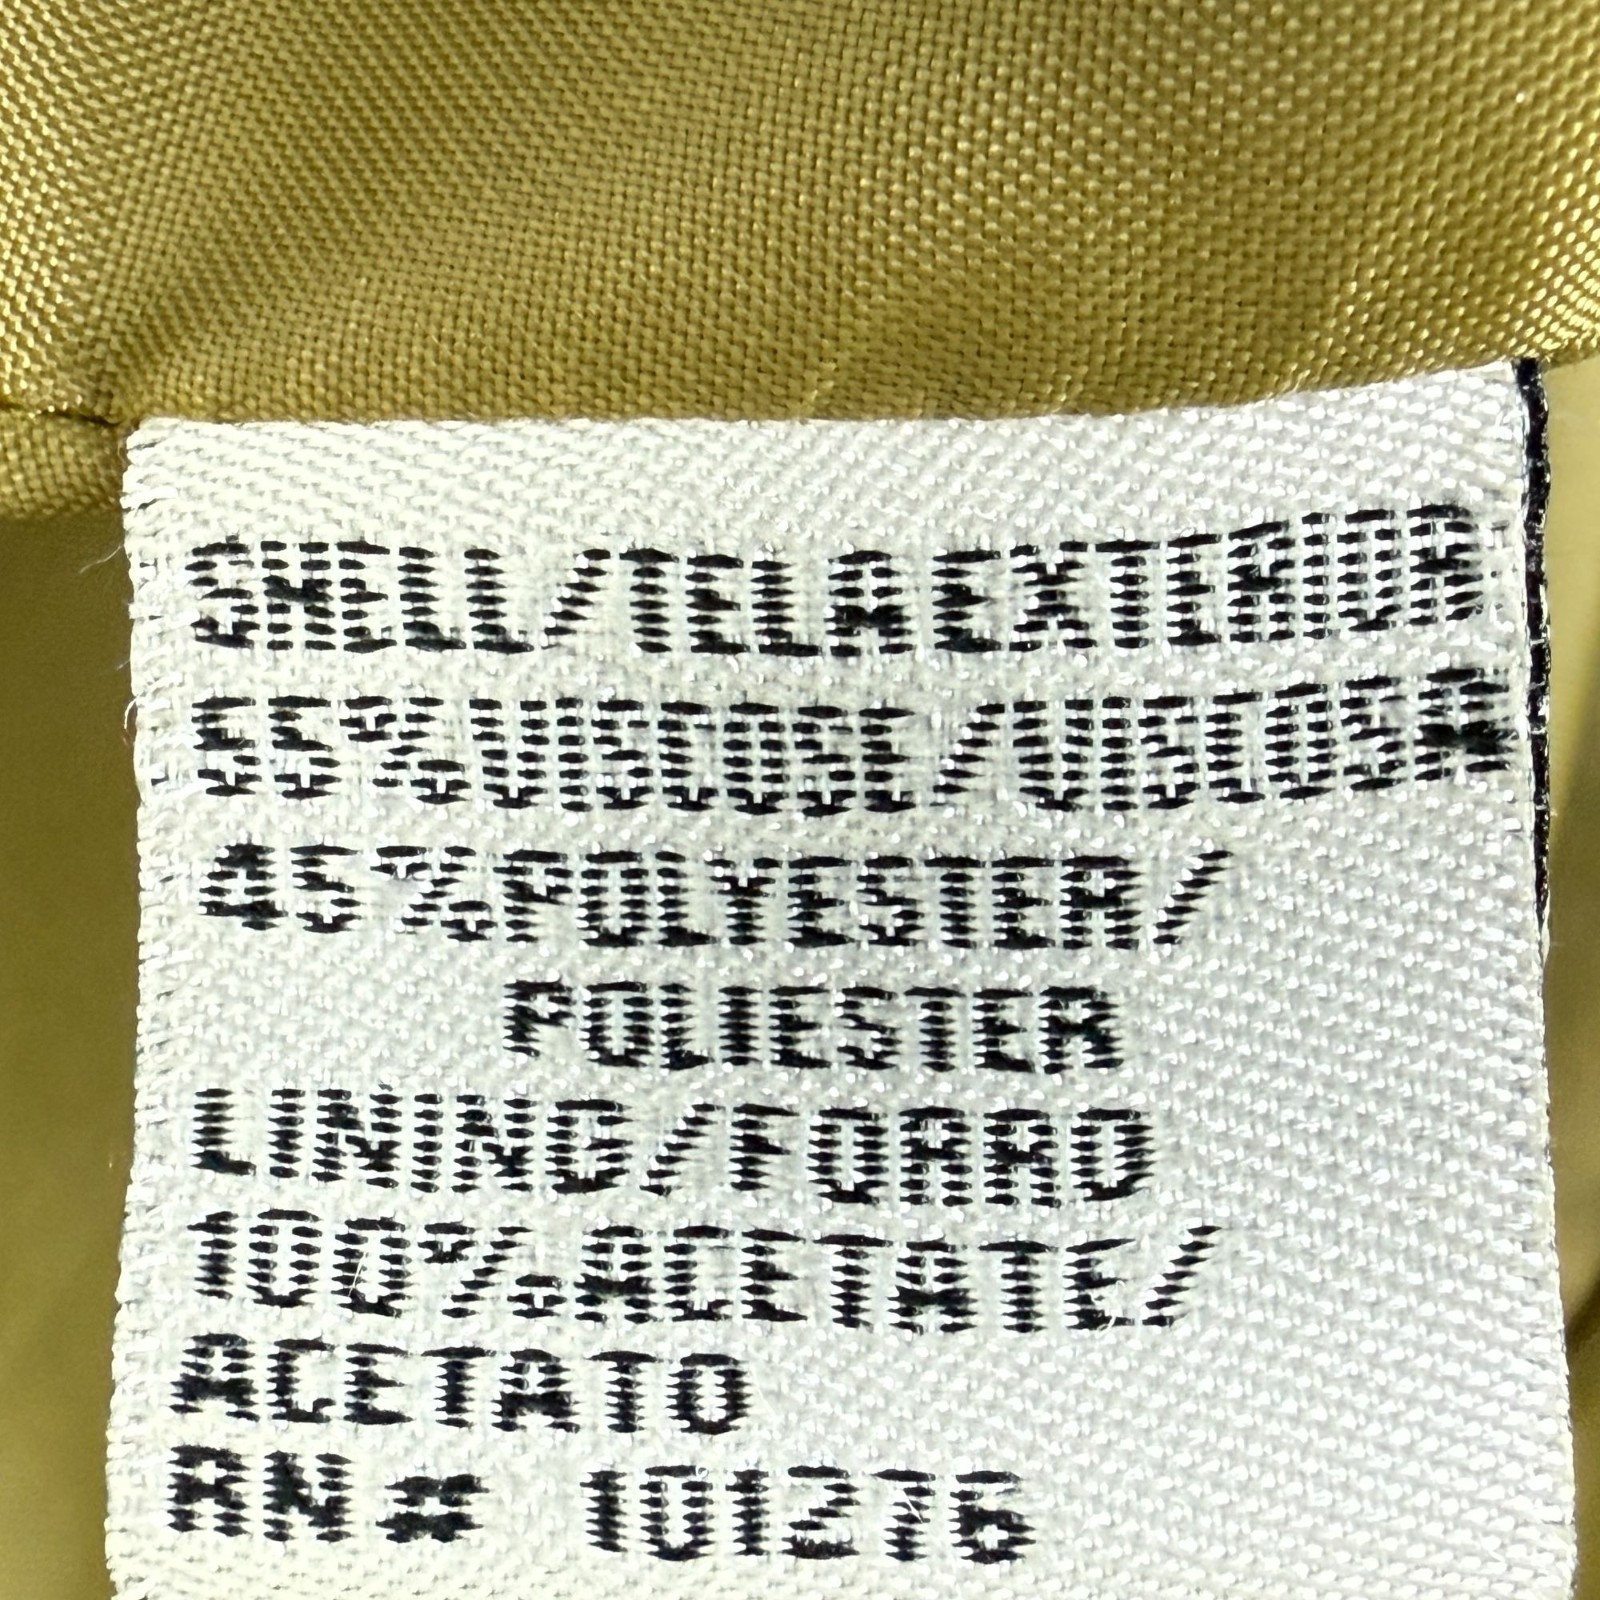 SHELL/TELA EXTERIOR
55%VISCOSE/VISCOSA
45%POLYESTER/
POLIESTER
LINING/FORRO
100%ACETATE/
ACETATO
RN# 101276